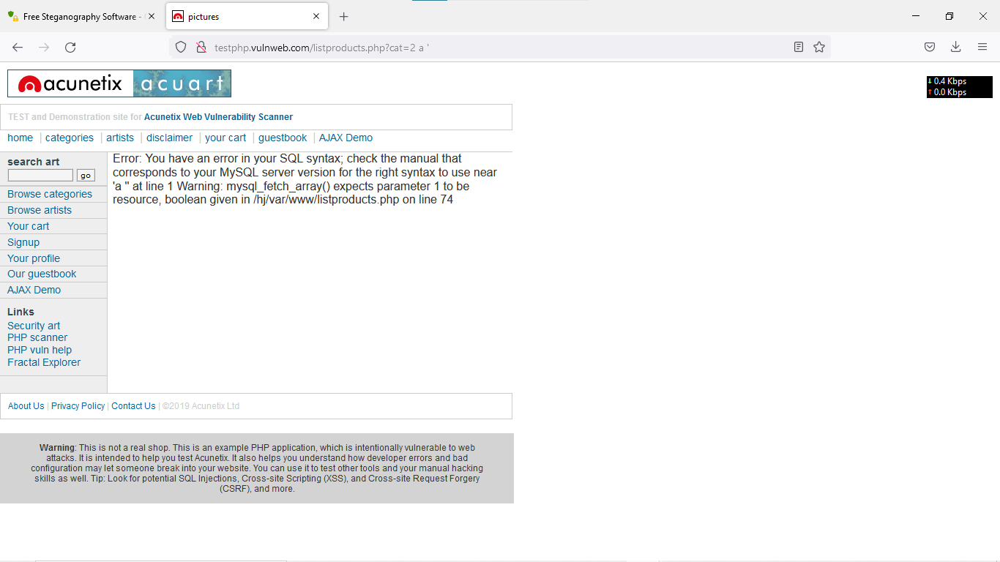 Free Steganography Software -
pictures
testphp.vulnweb.com/listproducts.php?cat=2 a '
acunetix acuart
0.4 Kbps
0.0 Kbps
TEST and Demonstration site for Acunetix Web Vulnerability Scanner
home | categories | artists | disclaimer | your cart | guestbook | AJAX Demo
search art
go
Browse categories
Browse artists
Your cart
Signup
Your profile
Our guestbook
AJAX Demo
Links
Security art
PHP scanner
PHP vuln help
Fractal Explorer
Error: You have an error in your SQL syntax; check the manual that
corresponds to your MySQL server version for the right syntax to use near
'a '' at line 1 Warning: mysql_fetch_array() expects parameter 1 to be
resource, boolean given in /hj/var/www/listproducts.php on line 74
About Us | Privacy Policy | Contact Us | ©2019 Acunetix Ltd
Warning: This is not a real shop. This is an example PHP application, which is intentionally vulnerable to web
attacks. It is intended to help you test Acunetix. It also helps you understand how developer errors and bad
configuration may let someone break into your website. You can use it to test other tools and your manual hacking
skills as well. Tip: Look for potential SQL Injections, Cross-site Scripting (XSS), and Cross-site Request Forgery
(CSRF), and more.